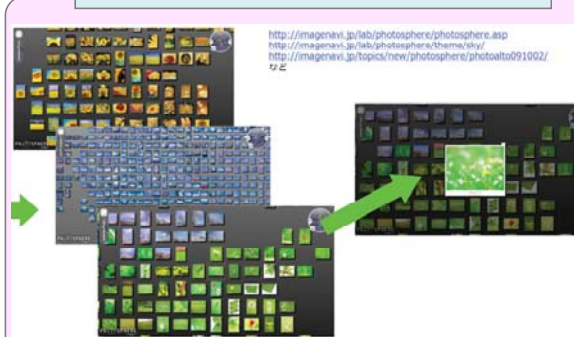 http://imagenavi.jp/lab/photosphere/photosphere.asp
http://imagenavi.jp/lab/photosphere/theme/sky/
http://imagenavi.jp/topics/new/photosphere/photoalto091002/
など